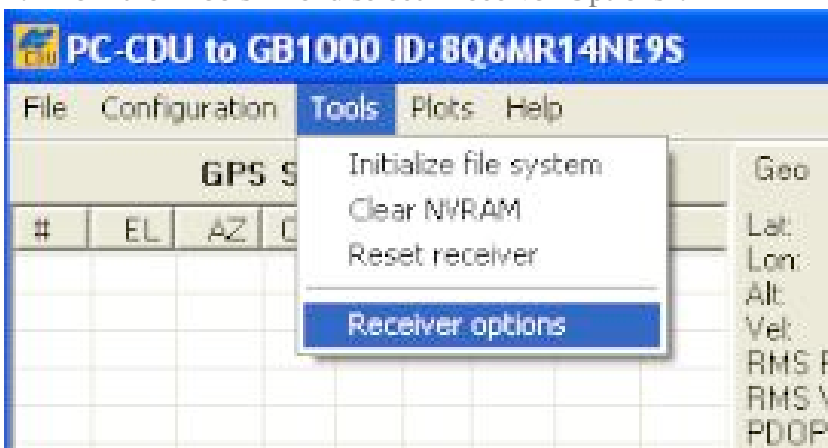 PC-CDU to GB1000 ID: 8Q6MR14NE9S
File Configuration Tools Plots Help
GPS S
Initialize file system
Clear NVRAM
Reset receiver
Receiver options
# EL AZ C
Geo
Lat:
Lon:
Alt:
Vel:
RMS
RMS
PDOP